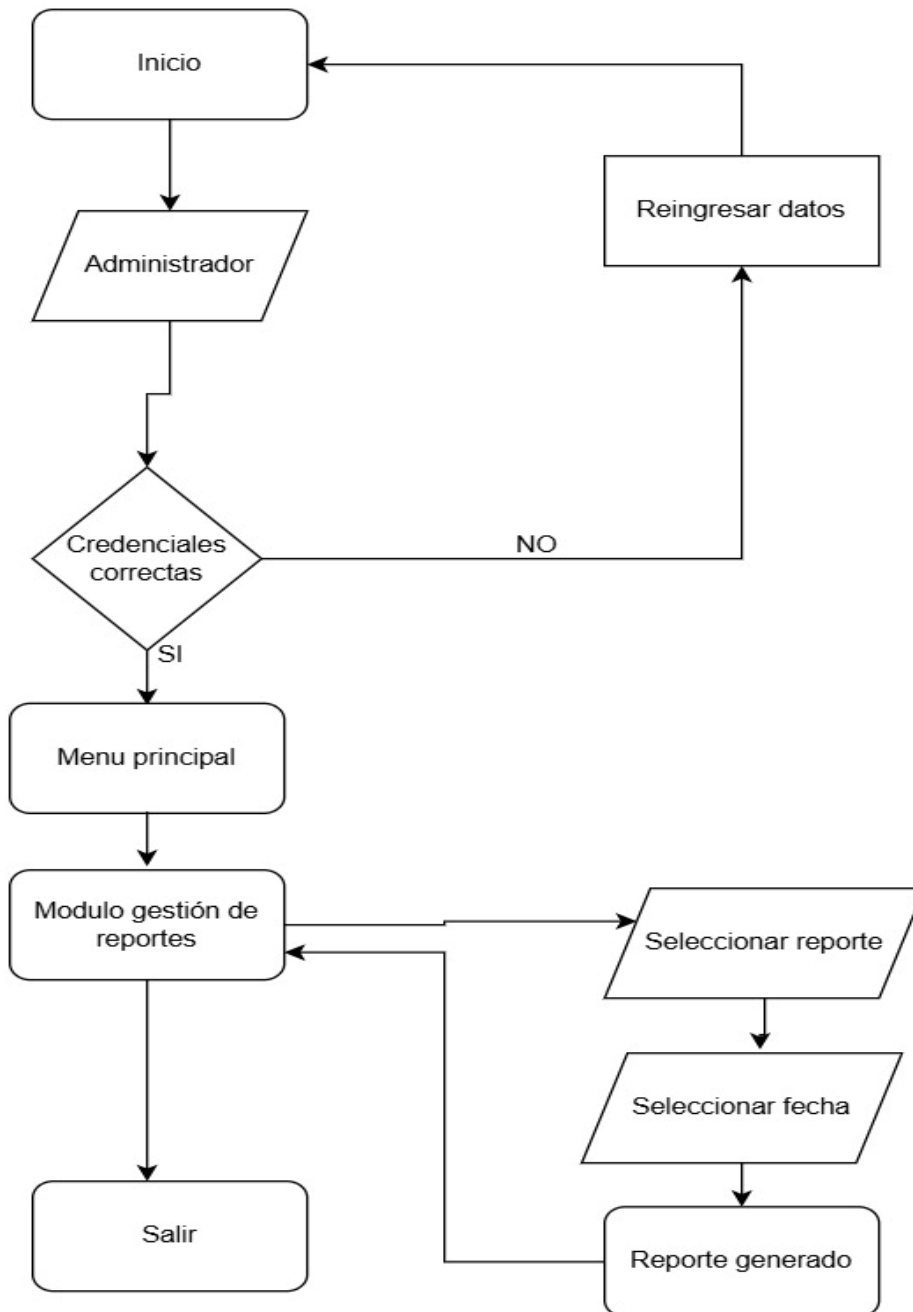 Inicio
Reingresar datos
Administrador
Credenciales
correctas
NO
SI
Menu principal
Modulo gestión de
reportes
Seleccionar reporte
Seleccionar fecha
Salir
Reporte generado